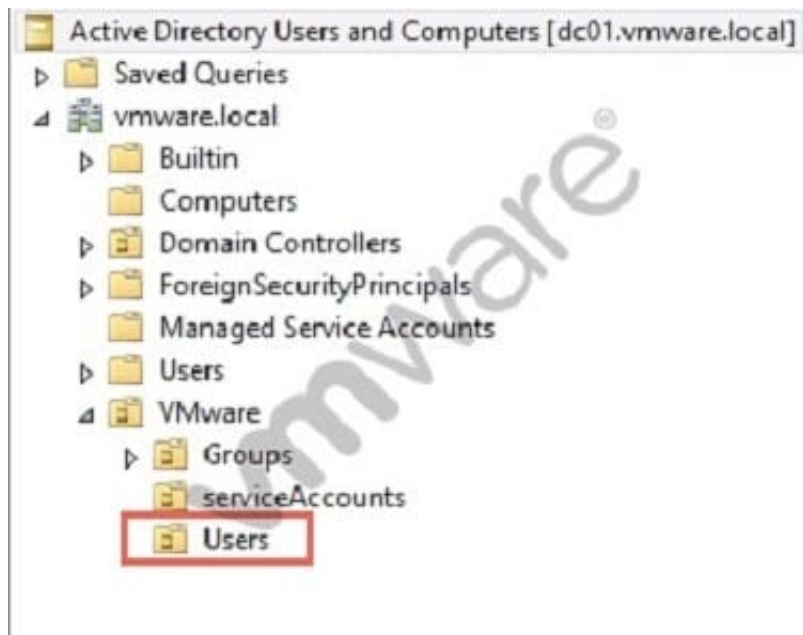 Active Directory Users and Computers [dc01.vmware.local]
Saved Queries
vmware.local
Builtin
Computers
Domain Controllers
ForeignSecurityPrincipals
Managed Service Accounts
Users
VMware
Groups
serviceAccounts
Users
vmware®